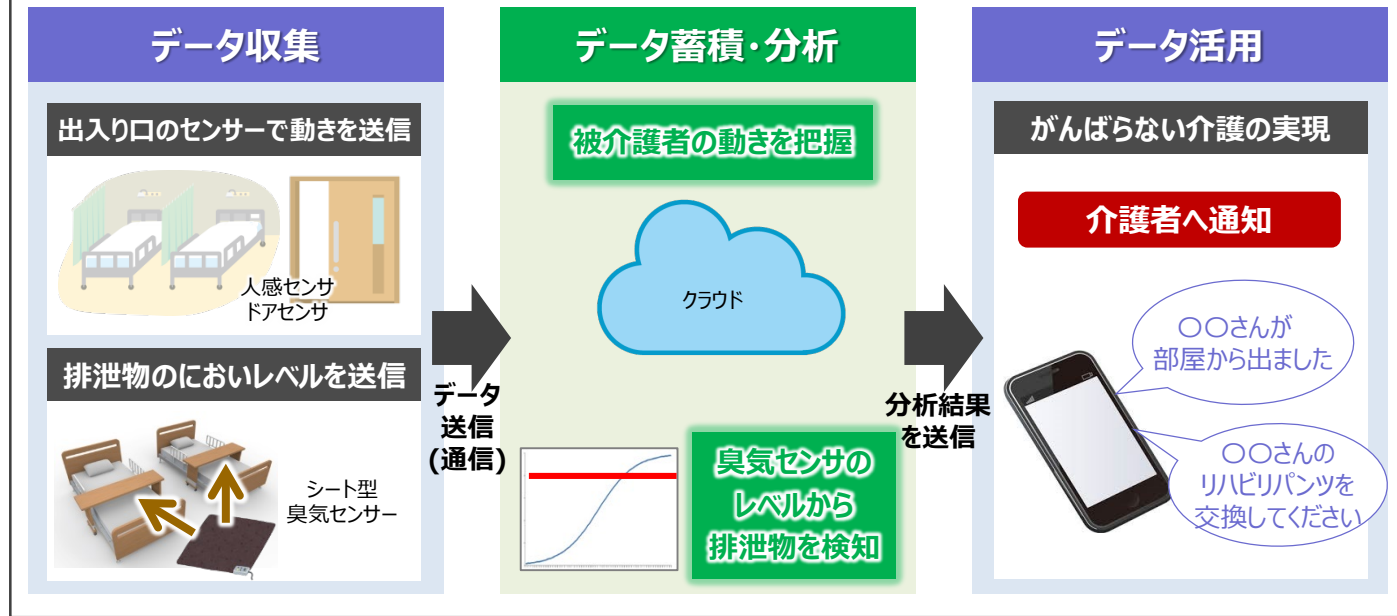 データ収集
出入り口のセンサーで動きを送信
人感センサ
ドアセンサ
排泄物のにおいレベルを送信
シート型
臭気センサー
データ
送信
(通信)
データ蓄積・分析
被介護者の動きを把握
クラウド
臭気センサの
レベルから
排泄物を検知
分析結果
を送信
データ活用
がんばらない介護の実現
介護者へ通知
〇〇さんが
部屋から出ました
〇〇さんの
リハビリパンツを
交換してください